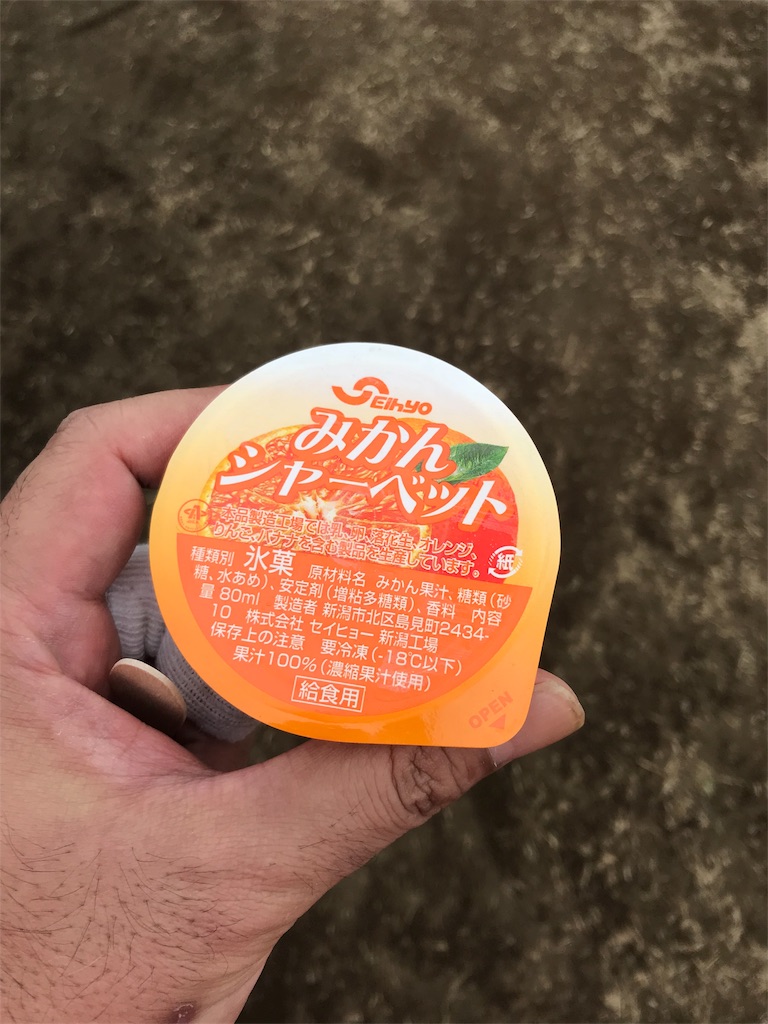 Seihyo
みかん
シャーベット
本品製造工場では乳、卵、落花生、オレンジ、
りんご、バナナを含む製品を生産しています。
紙
種類別 氷菓 原材料名 みかん果汁、糖類(砂
糖、水あめ)、安定剤(増粘多糖類)、香料 内容
量 80ml 製造者 新潟市北区島見町2434-
10 株式会社 セイヒョー 新潟工場
保存上の注意 要冷凍(-18℃以下)
果汁100%(濃縮果汁使用)
給食用
OPEN